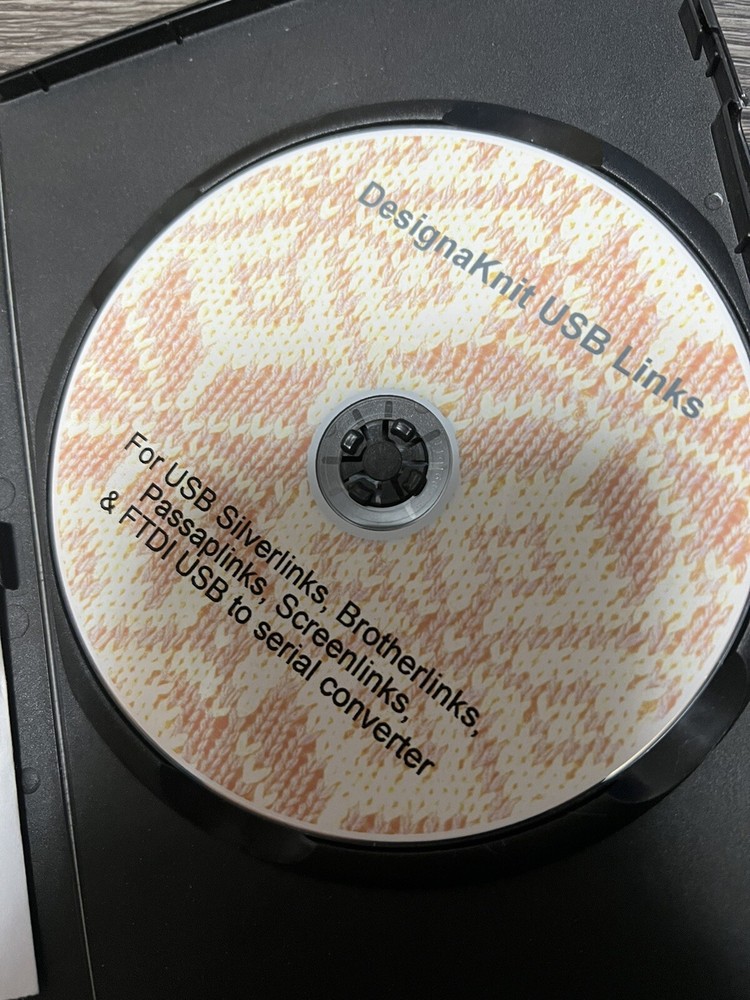 DesignaKnit USB Links
For USB Silverlinks, Brotherlinks,
Passaplinks, Screenlinks,
& FTDI USB to serial converter